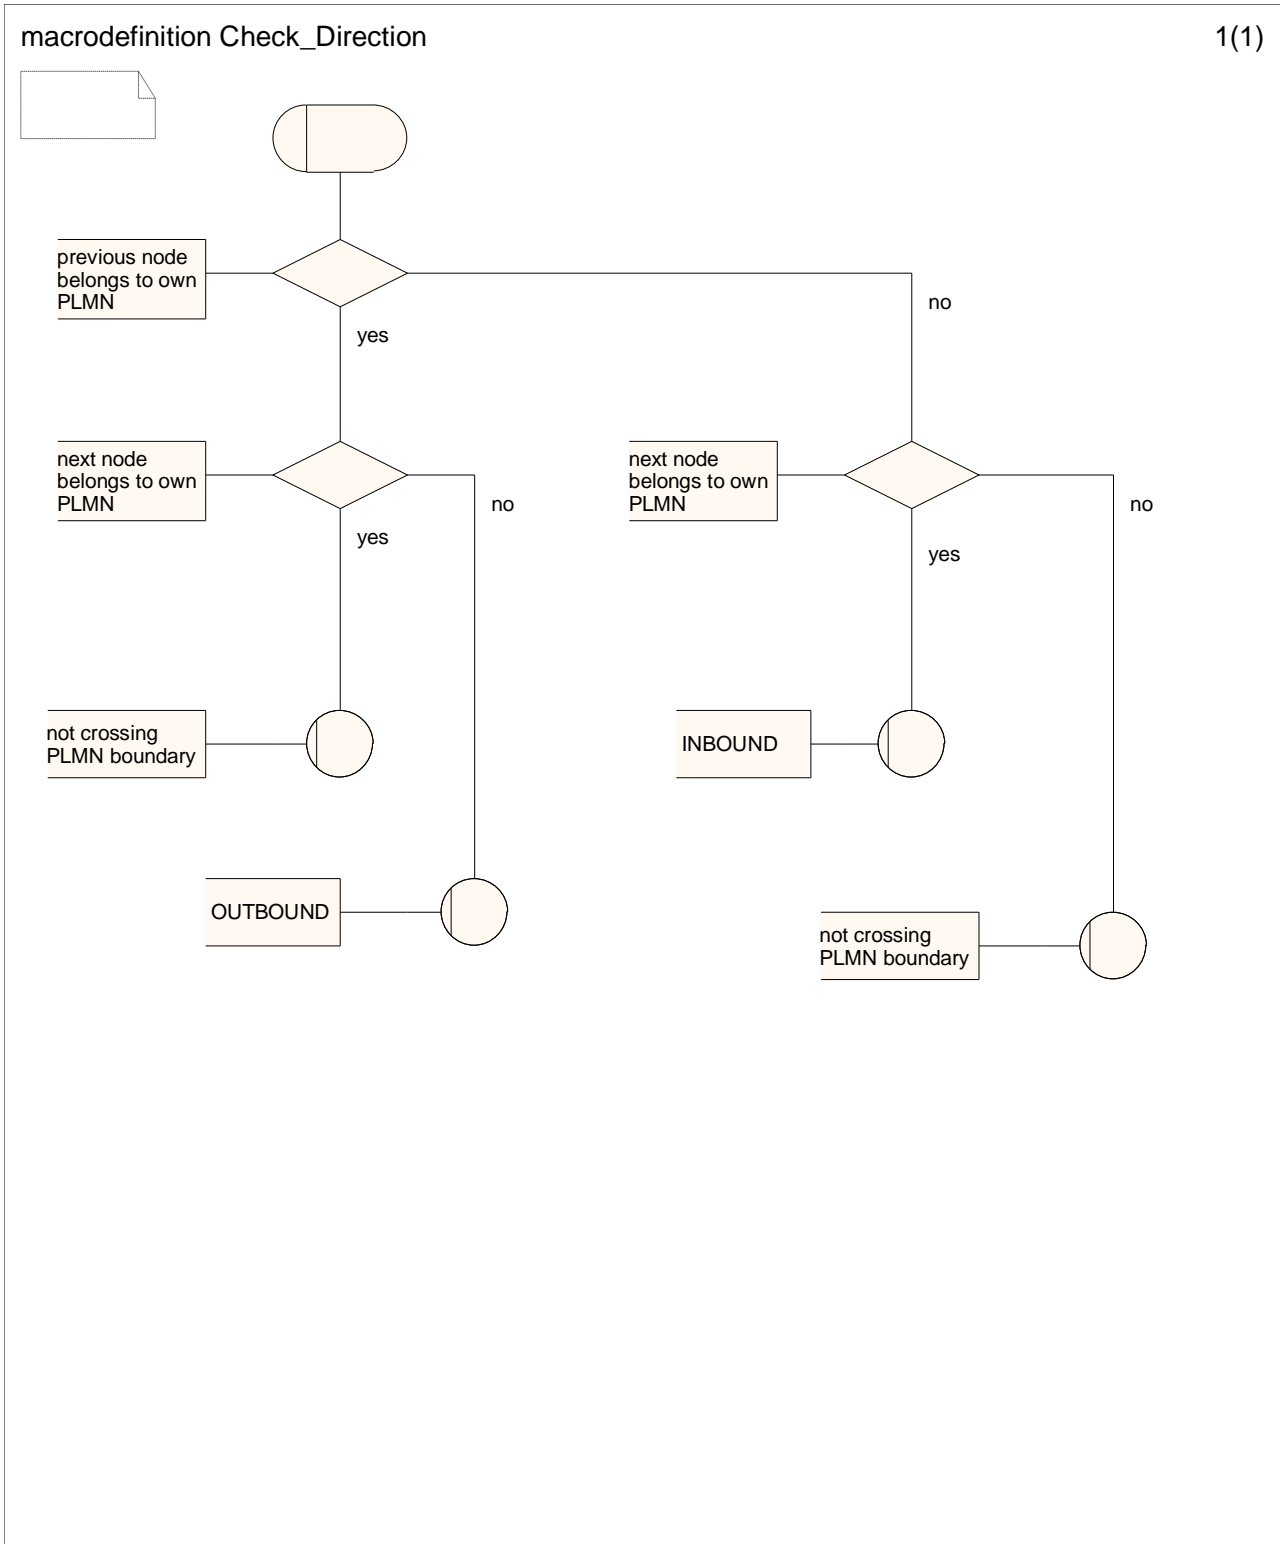 macrodefinition Check_Direction
1(1)
previous node
belongs to own
PLMN
no
yes
next node
belongs to own
PLMN
no
yes
next node
belongs to own
PLMN
no
yes
not crossing
PLMN boundary
INBOUND
OUTBOUND
not crossing
PLMN boundary